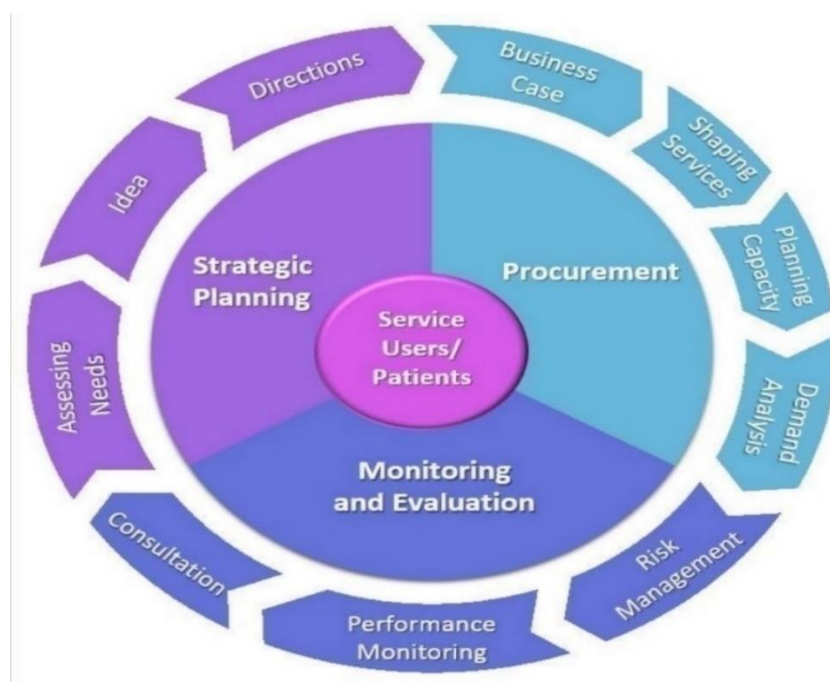 Directions
Business
Case
Shaping
Services
Planning
Capacity
Demand
Analysis
Risk
Management
Performance
Monitoring
Consultation
Assessing
Needs
Idea
Strategic
Planning
Procurement
Service
Users/
Patients
Monitoring
and Evaluation